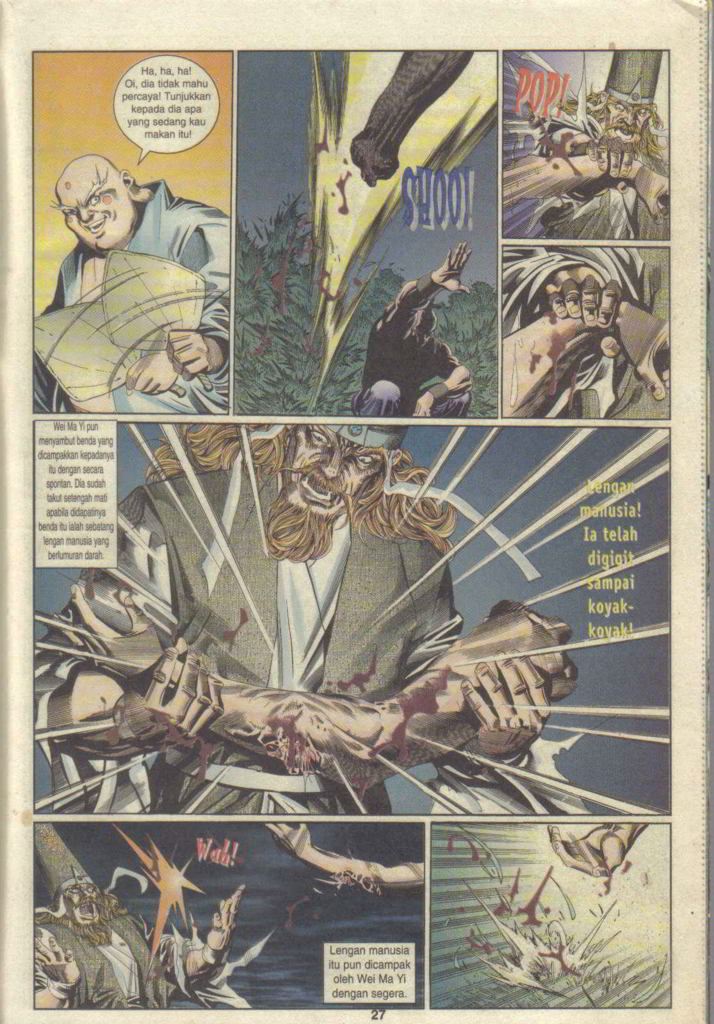 Ha, ha, ha!
Oi, dia tidak mahu
percaya! Tunjukkan
kepada dia apa
yang sedang kau
makan itu!
SHOO!
POP!
Wei Ma Yi pun
menyambut benda yang
dicampakkan kepadanya
itu dengan secara
spontan. Dia sudah
takut setengah mati
apabila didapatinya
benda itu ialah sebatang
lengan manusia yang
berlumuran darah.
Lengan
manusia!
Ia telah
digigit
sampai
koyak-
koyak!
Wah!
Lengan manusia
itu pun dicampak
oleh Wei Ma Yi
dengan segera.
27